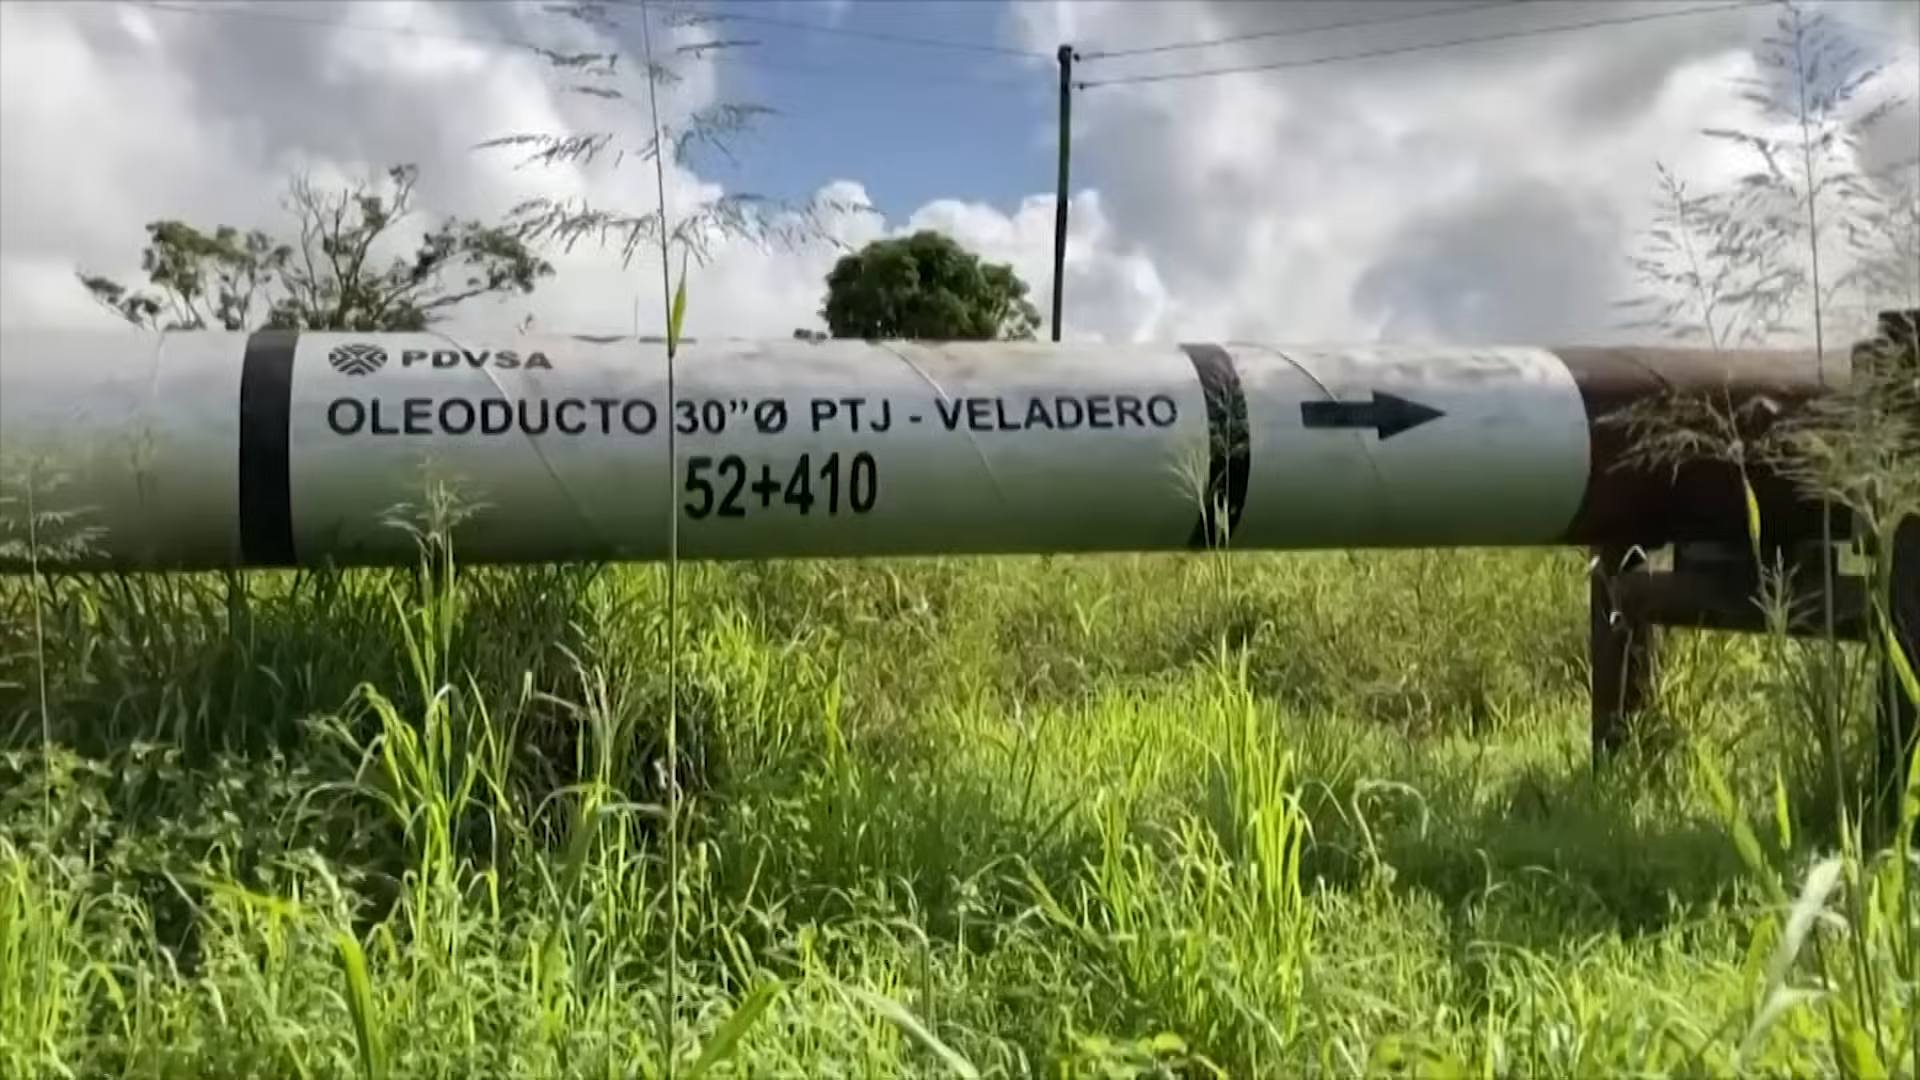 PDVSA
OLEODUCTO 30”Ø PTJ - VELADERO
52+410